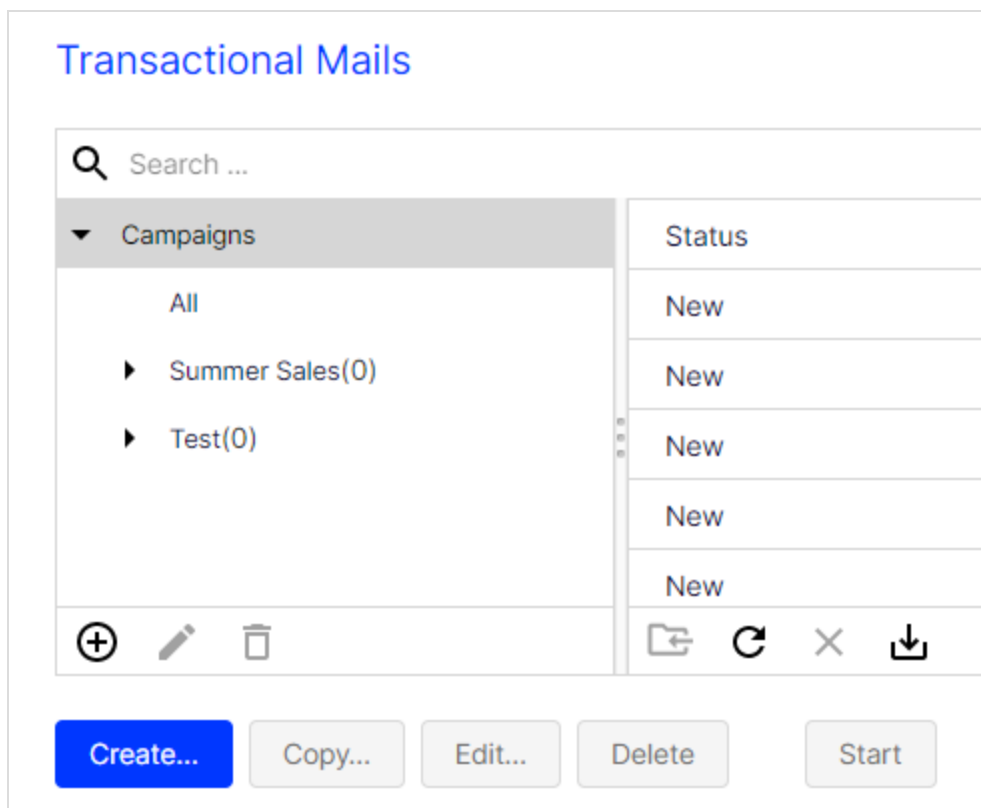 Transactional Mails
Search ...
Campaigns
Status
All
New
Summer Sales(0)
New
Test(0)
New
New
New
Create...
Copy...
Edit...
Delete
Start